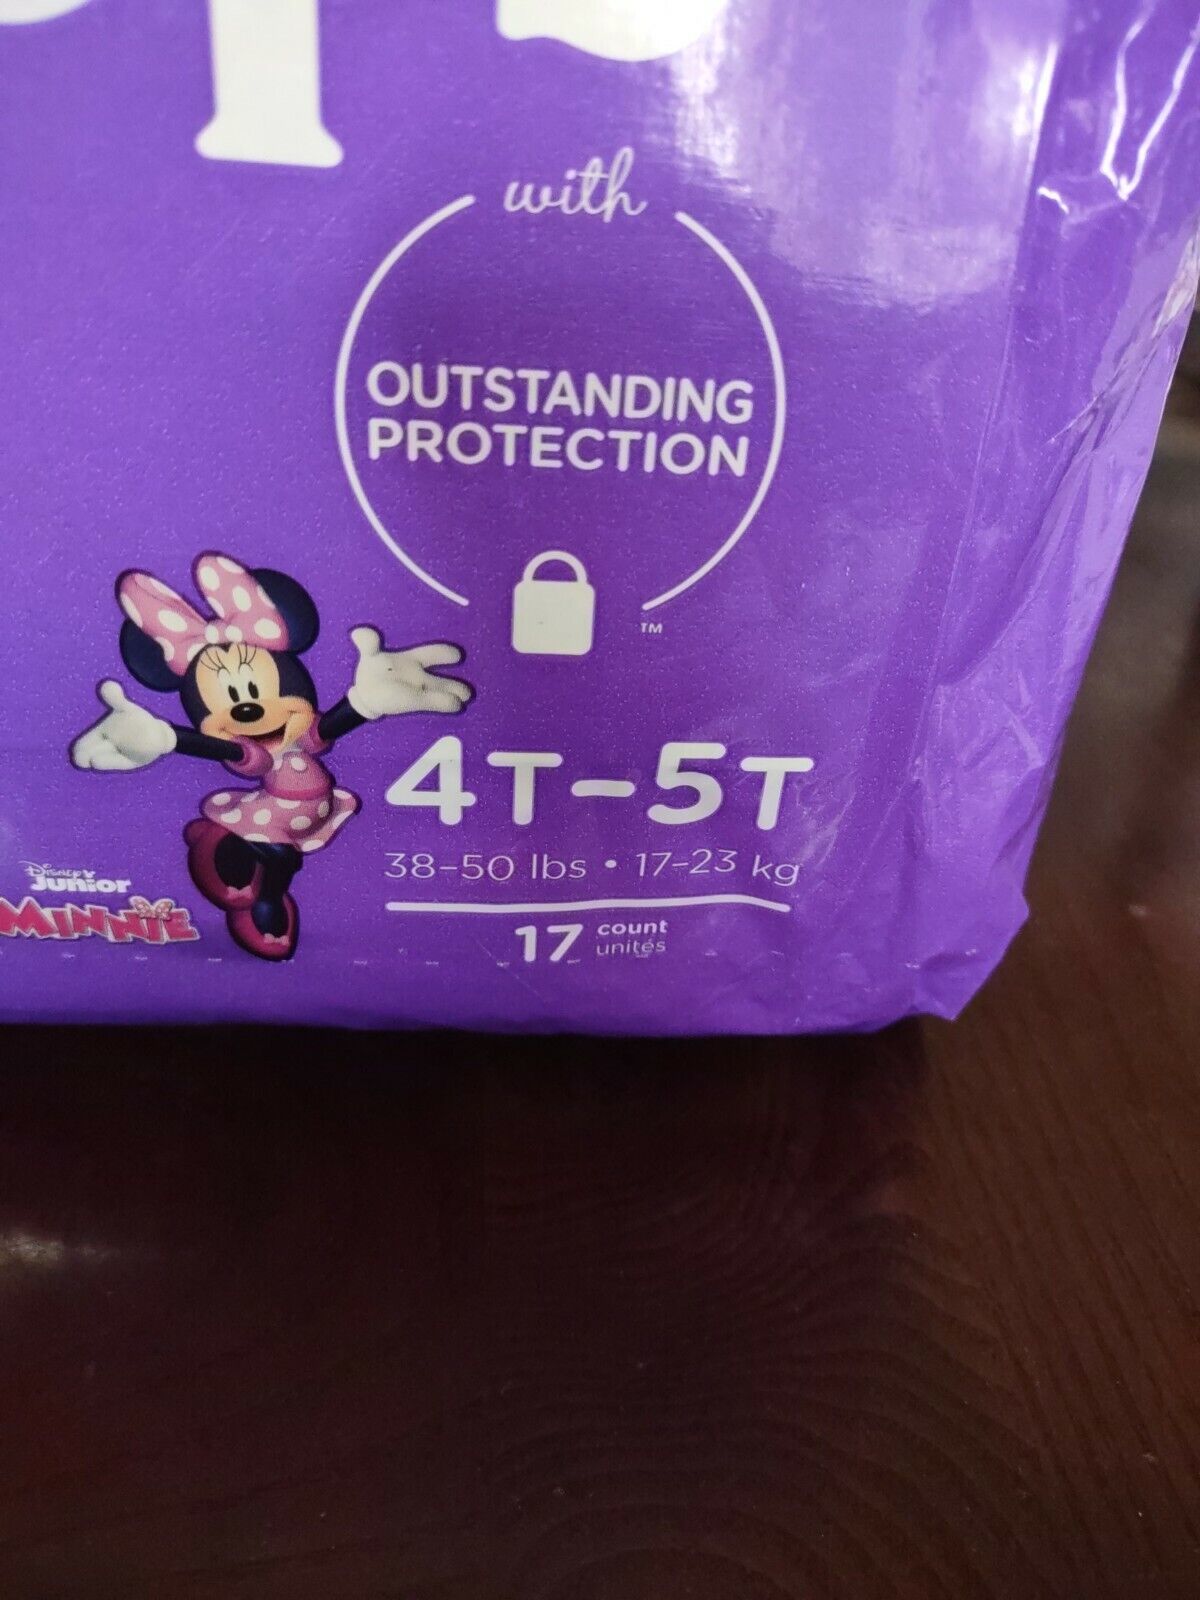 with
OUTSTANDING
PROTECTION
TM
4T-5T
38-50 lbs • 17-23 kg
17 count
unités
Disney
Junior
MINNIE